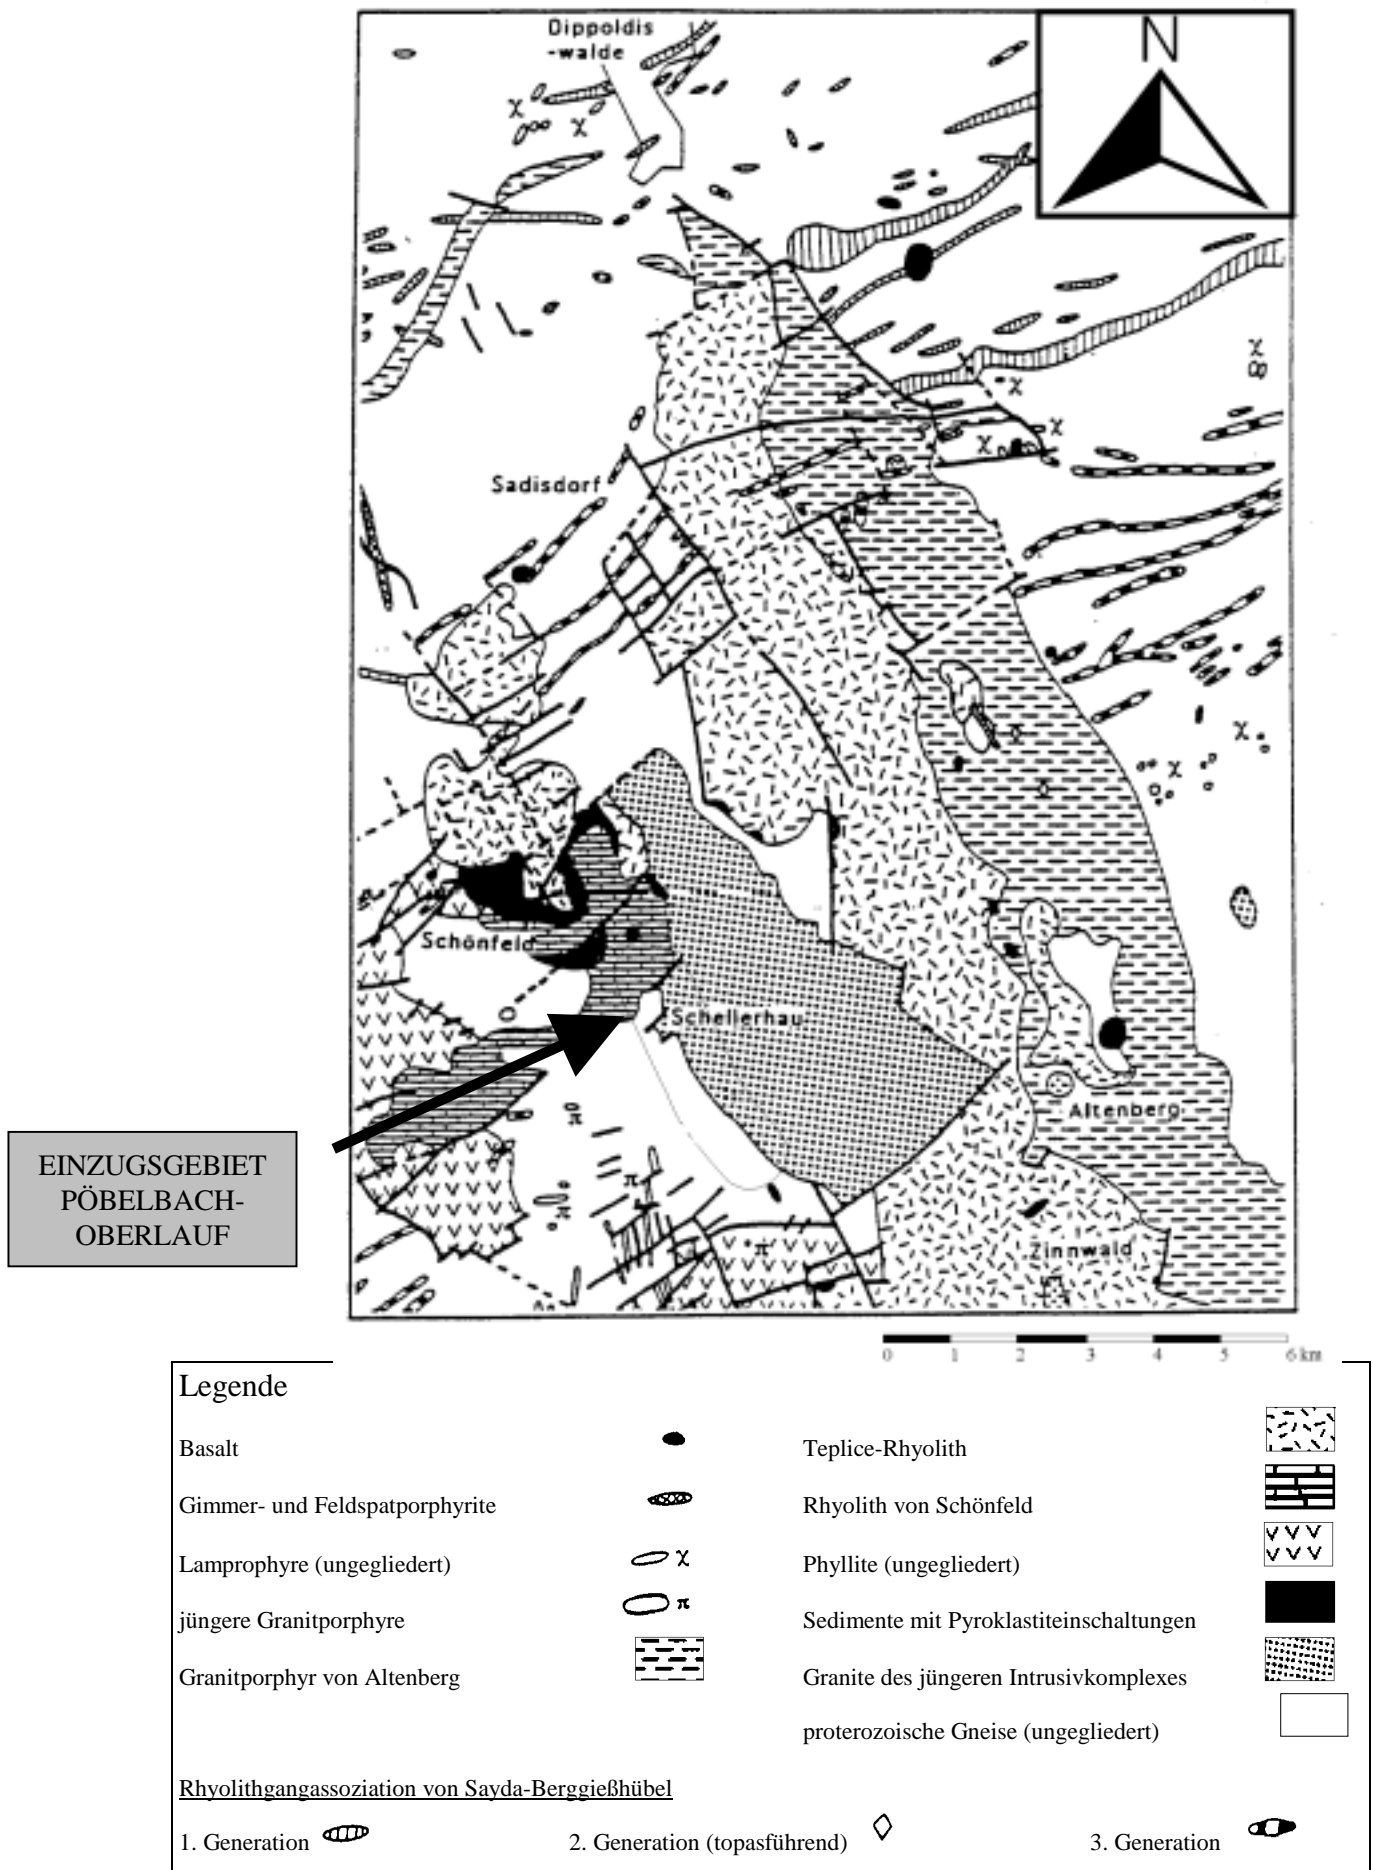 Dippoldis
-walde
N
χ
χ
χ
χ
χ
χ
Sadisdorf
χ
χ
Schönfeld
Schellerhau
Altenberg
π
π
π
π
Zinnwald
EINZUGSGEBIET
PÖBELBACH-
OBERLAUF
0 1 2 3 4 5 6 km
Legende
Basalt
Teplice-Rhyolith
Gimmer- und Feldspatporphyrite
Rhyolith von Schönfeld
Lamprophyre (ungegliedert) χ
Phyllite (ungegliedert)
jüngere Granitporphyre π
Sedimente mit Pyroklastiteinschaltungen
Granitporphyr von Altenberg
Granite des jüngeren Intrusivkomplexes
proterozoische Gneise (ungegliedert)
Rhyolithgangassoziation von Sayda-Berggießhübel
1. Generation
2. Generation (topasführend)
3. Generation